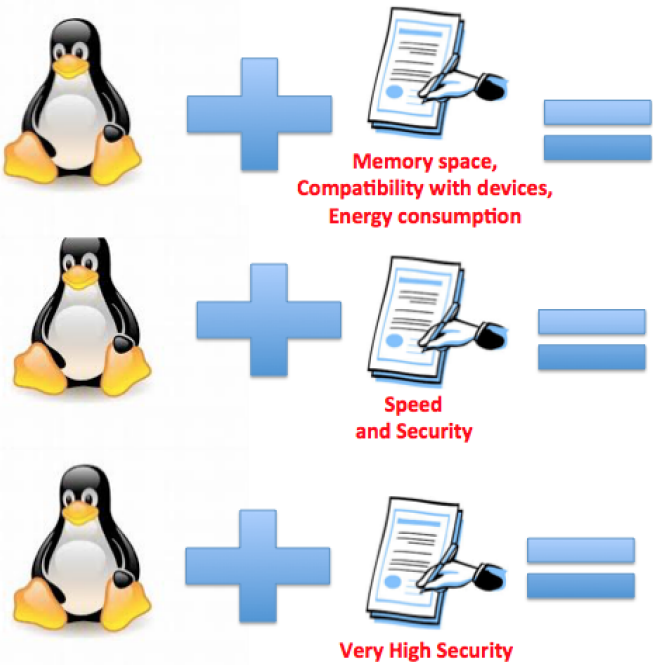 Memory space,
Compatibility with devices,
Energy consumption
Speed
and Security
Very High Security